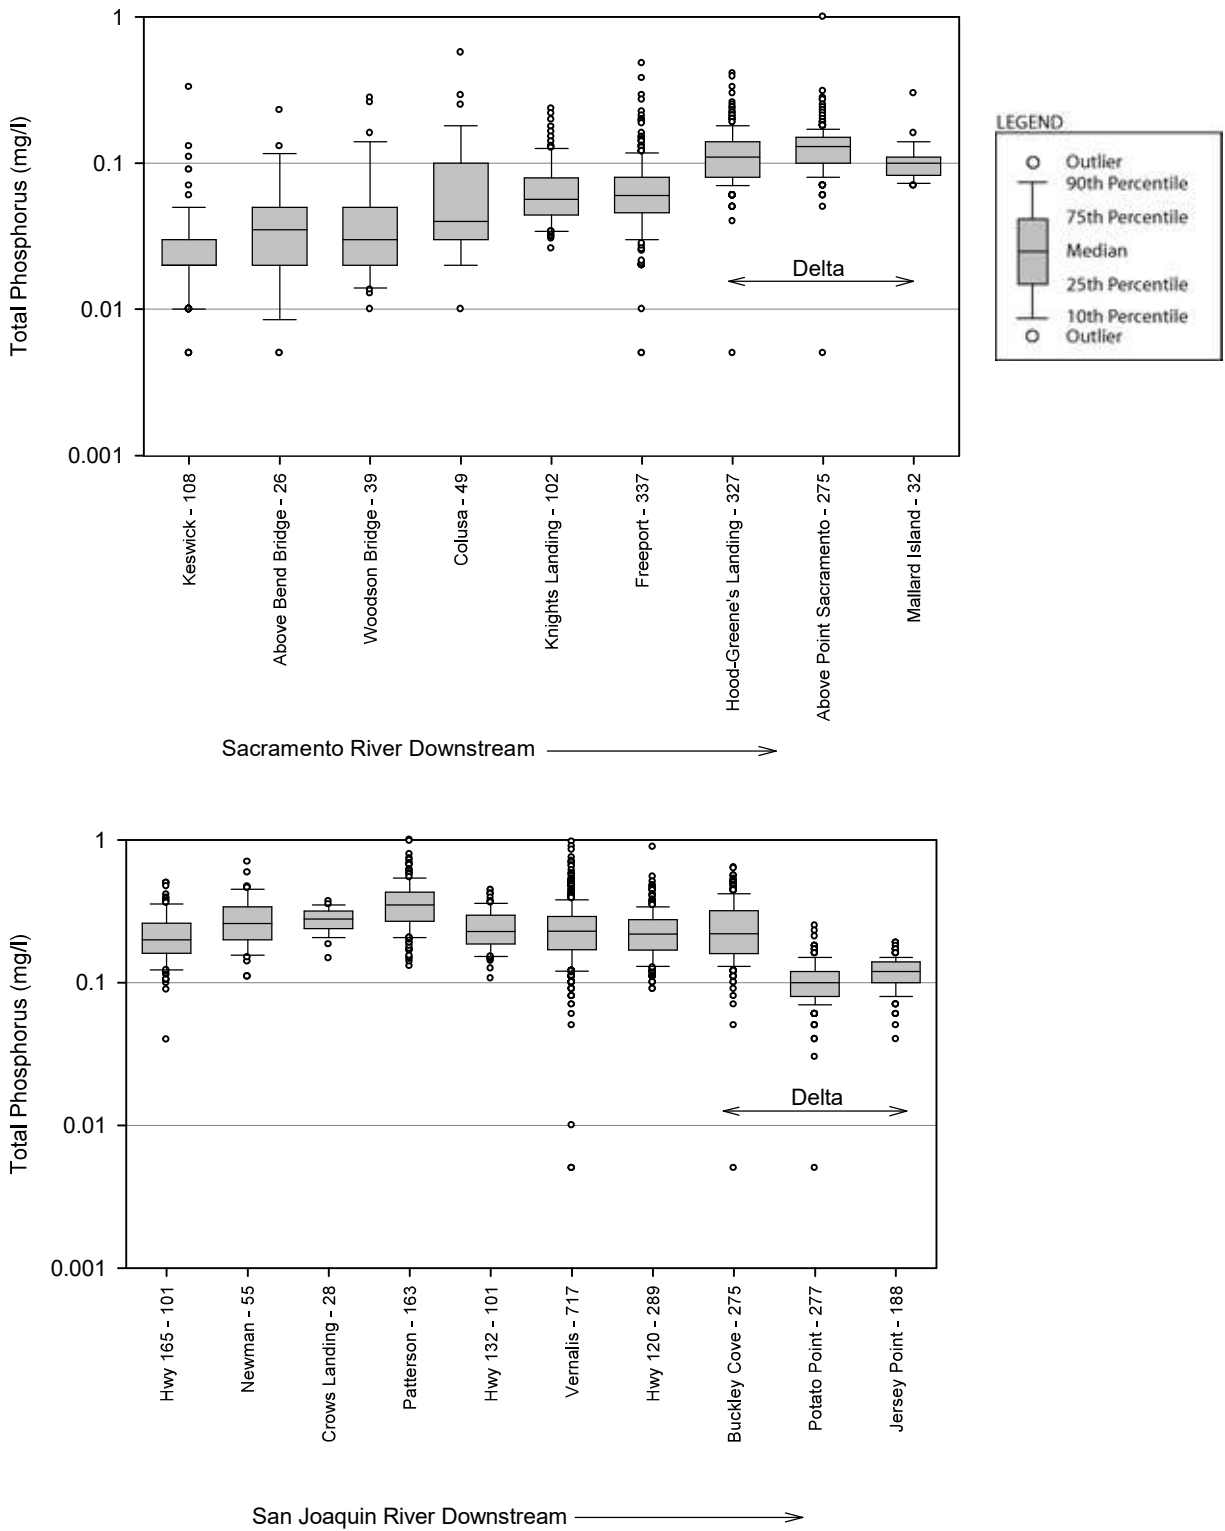 Total Phosphorus (mg/l)
1
0.1
0.01
0.001
Delta
Keswick - 108
Above Bend Bridge - 26
Woodson Bridge - 39
Colusa - 49
Knights Landing - 102
Freeport - 337
Hood-Greene's Landing - 327
Above Point Sacramento - 275
Mallard Island - 32
Sacramento River Downstream
LEGEND
Outlier
90th Percentile
75th Percentile
Median
25th Percentile
10th Percentile
Outlier
Total Phosphorus (mg/l)
1
0.1
0.01
0.001
Delta
Hwy 165 - 101
Newman - 55
Crows Landing - 28
Patterson - 163
Hwy 132 - 101
Vernalis - 717
Hwy 120 - 289
Buckley Cove - 275
Potato Point - 277
Jersey Point - 188
San Joaquin River Downstream